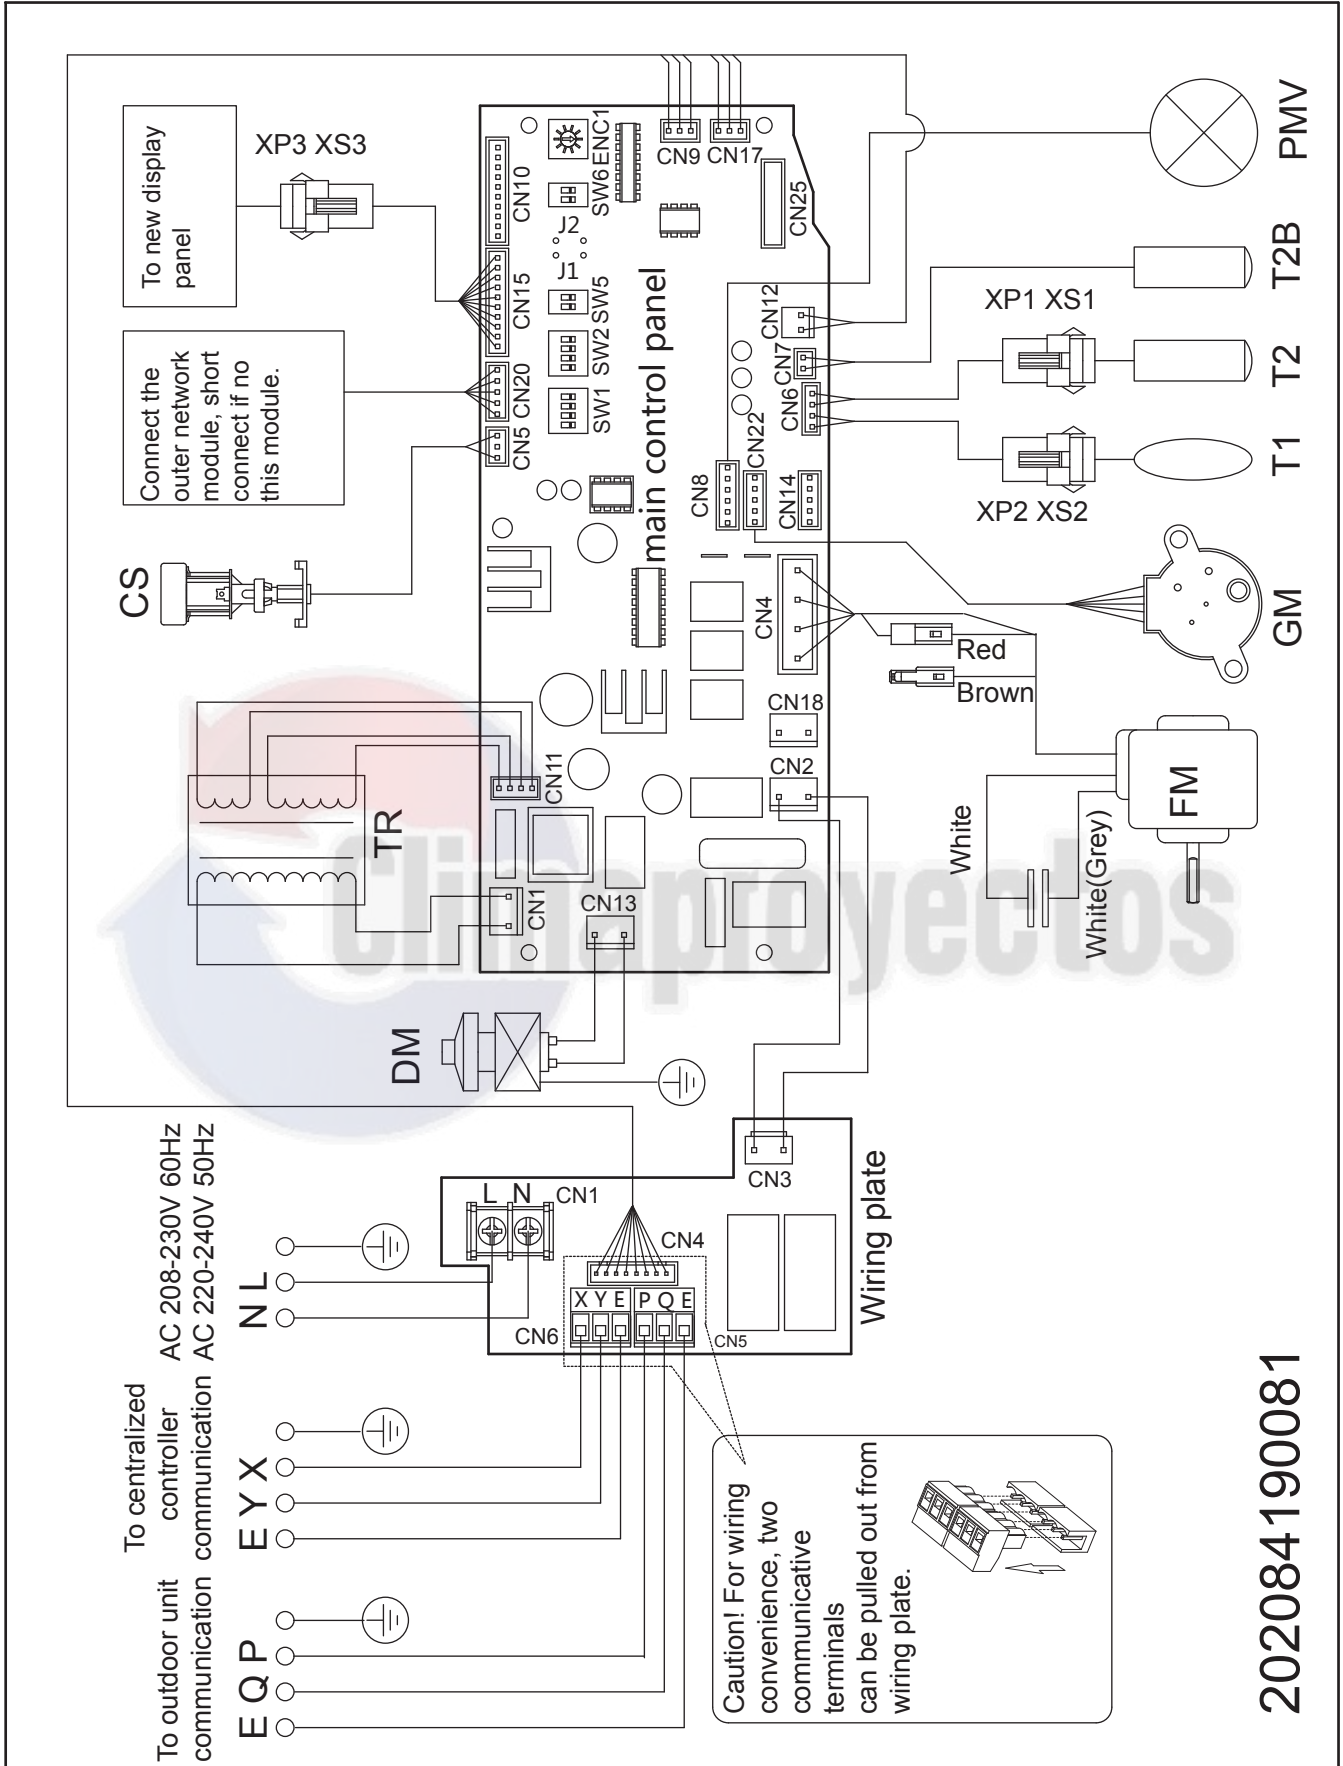 To new display
panel
XP3 XS3
Connect the
outer network
module, short
connect if no
this module.
CS
TR
DM
CN10
CN15
CN20
CN5
ENC1
SW6
J2
J1
SW5
SW2
SW1
main control panel
CN9
CN17
CN25
CN12
CN7
CN6
CN22
CN8
CN14
CN4
CN18
CN2
CN11
CN1
CN13
PMV
T2B
XP1 XS1
T2
T1
XP2 XS2
GM
Red
Brown
FM
White
White(Grey)
Climaproyectos
AC 208-230V 60Hz
AC 220-240V 50Hz
N L
To centralized
controller
communication
E Y X
To outdoor unit
communication
E Q P
L N
CN1
CN3
CN4
X Y E
P Q E
CN6
CN5
Wiring plate
Caution! For wiring
convenience, two
communicative
terminals
can be pulled out from
wiring plate.
202084190081